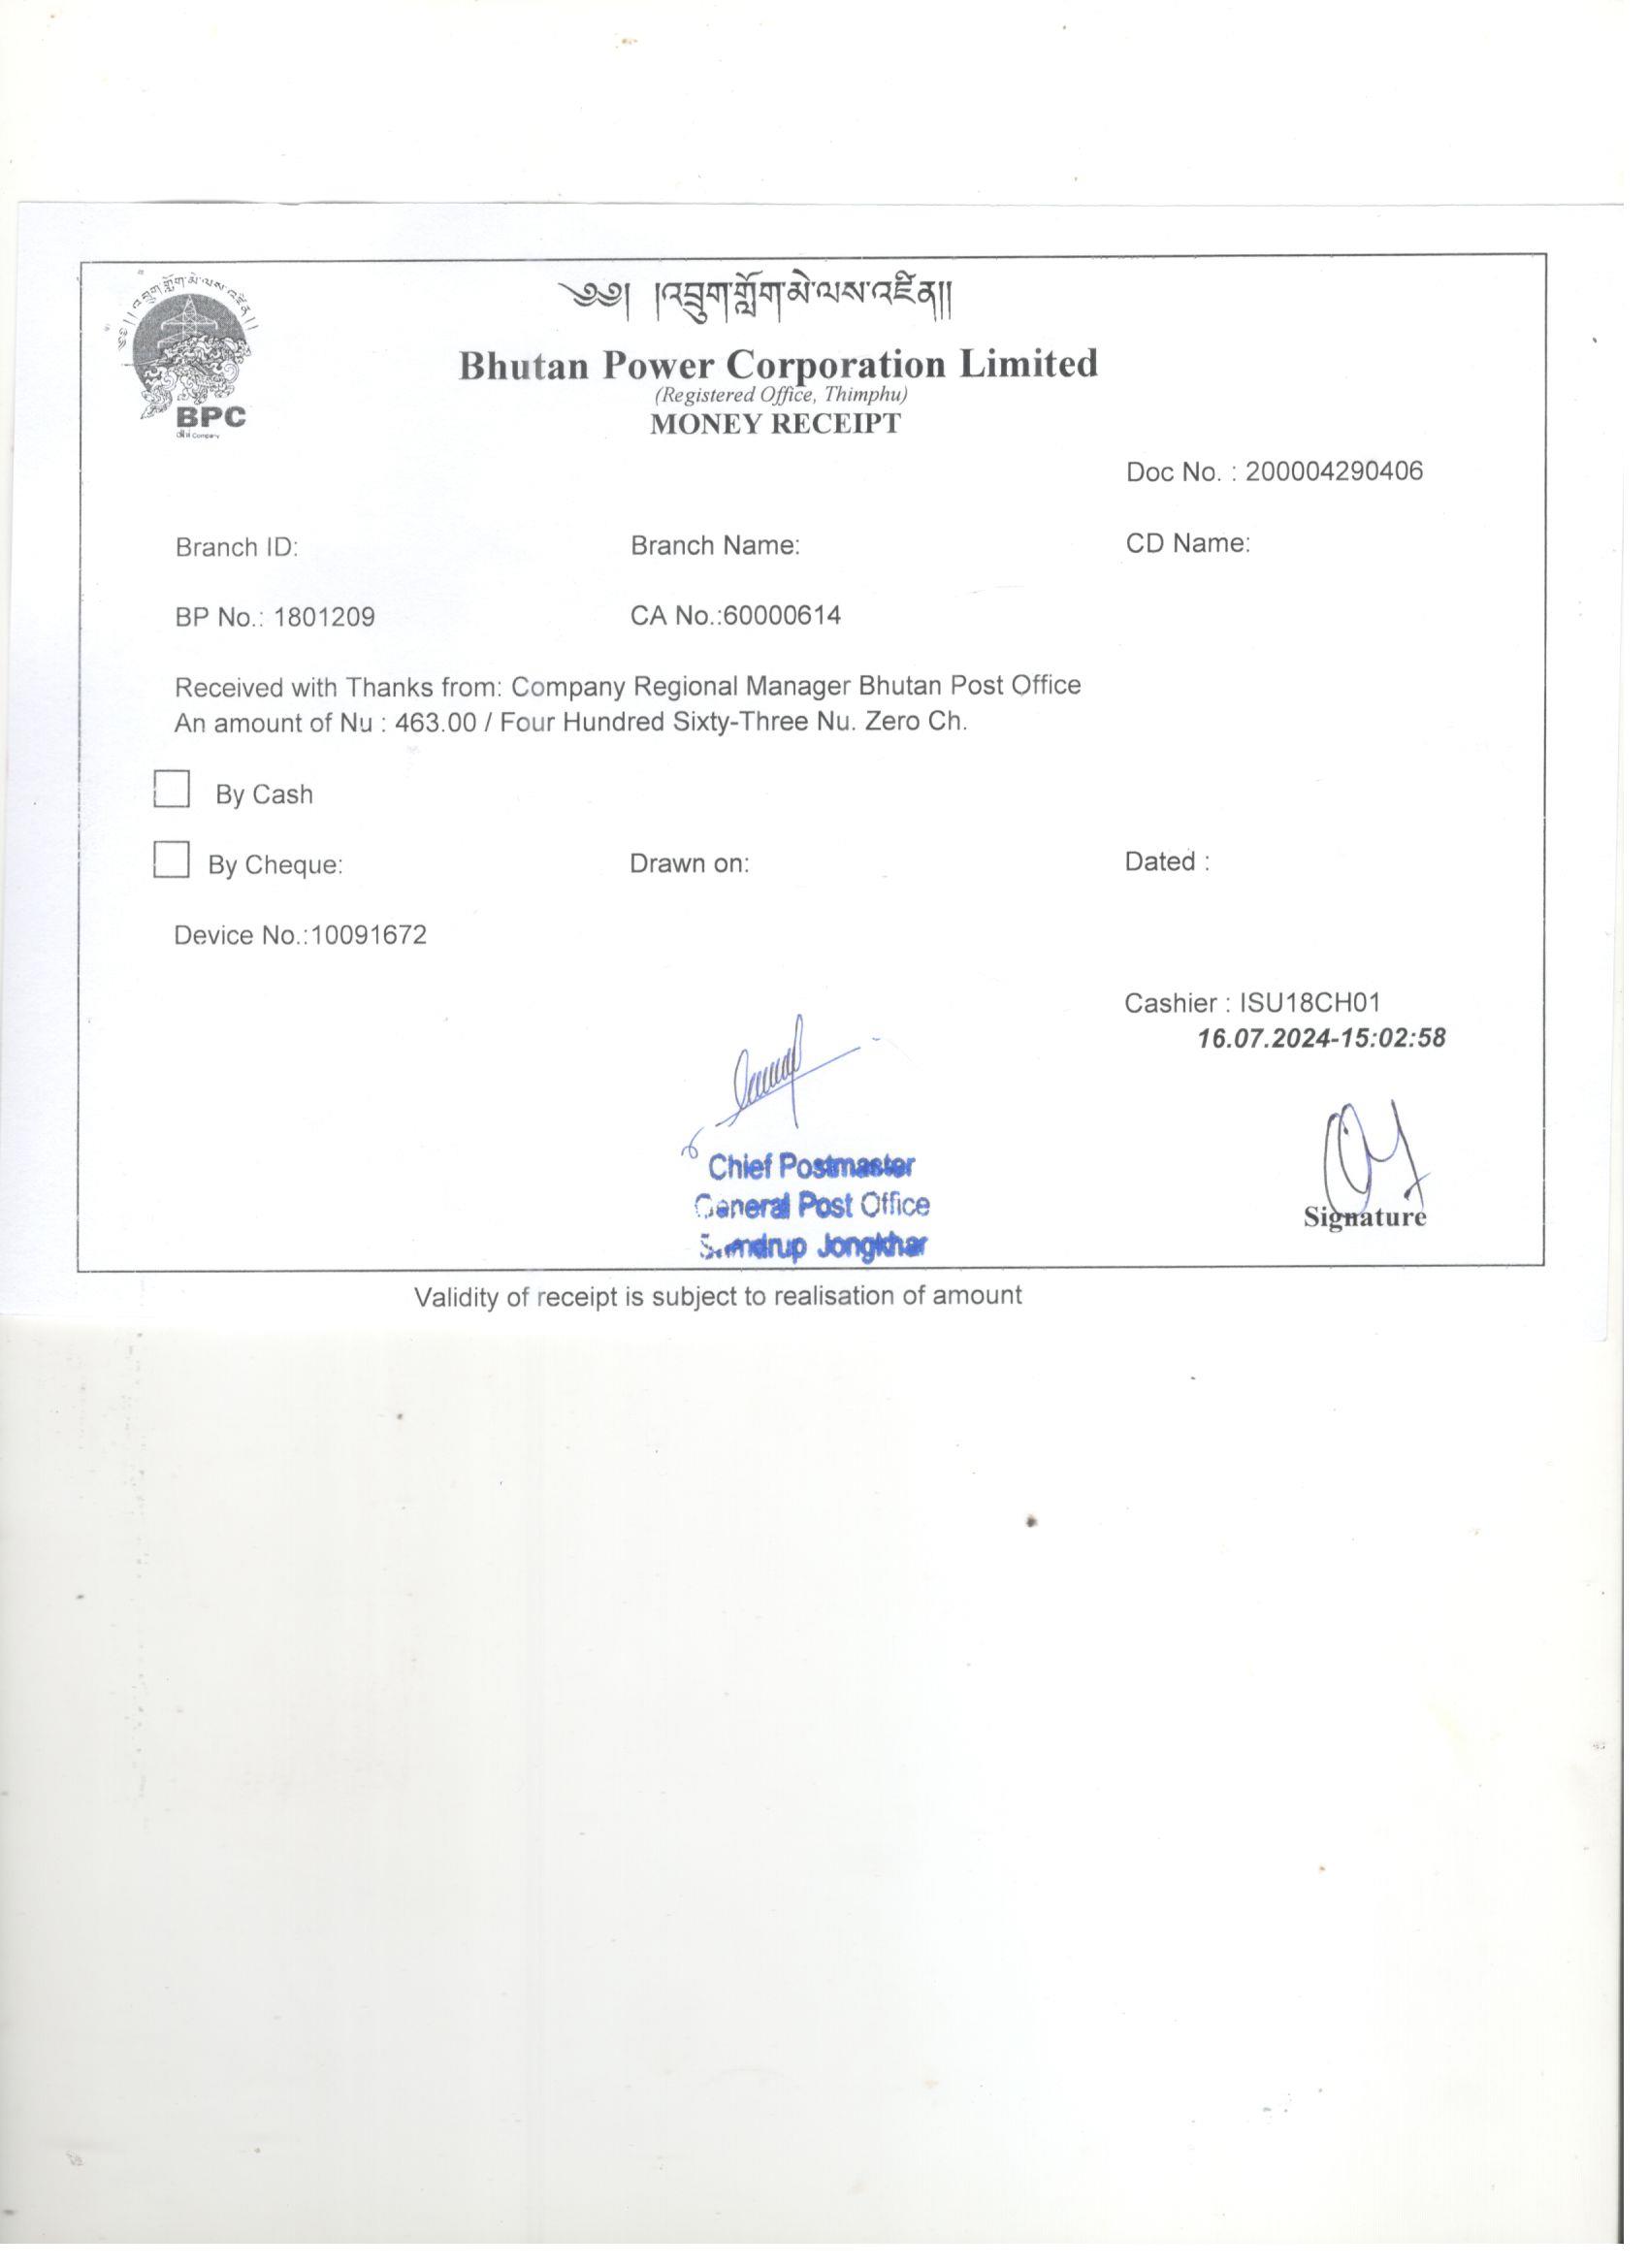 འབྲུག་གློག་མེ་ལས་འཛིན།།
BPC
༄༅། །འབྲུག་གློག་མེ་ལས་འཛིན།།
Bhutan Power Corporation Limited
(Registered Office, Thimphu)
MONEY RECEIPT
Doc No. : 200004290406
Branch ID: Branch Name: CD Name:
BP No.: 1801209 CA No.:60000614
Received with Thanks from: Company Regional Manager Bhutan Post Office
An amount of Nu : 463.00 / Four Hundred Sixty-Three Nu. Zero Ch.
By Cash
By Cheque: Drawn on: Dated :
Device No.:10091672
Cashier : ISU18CH01
16.07.2024-15:02:58
Chief Postmaster
General Post Office
Samdrup Jongkhar
Signature
Validity of receipt is subject to realisation of amount